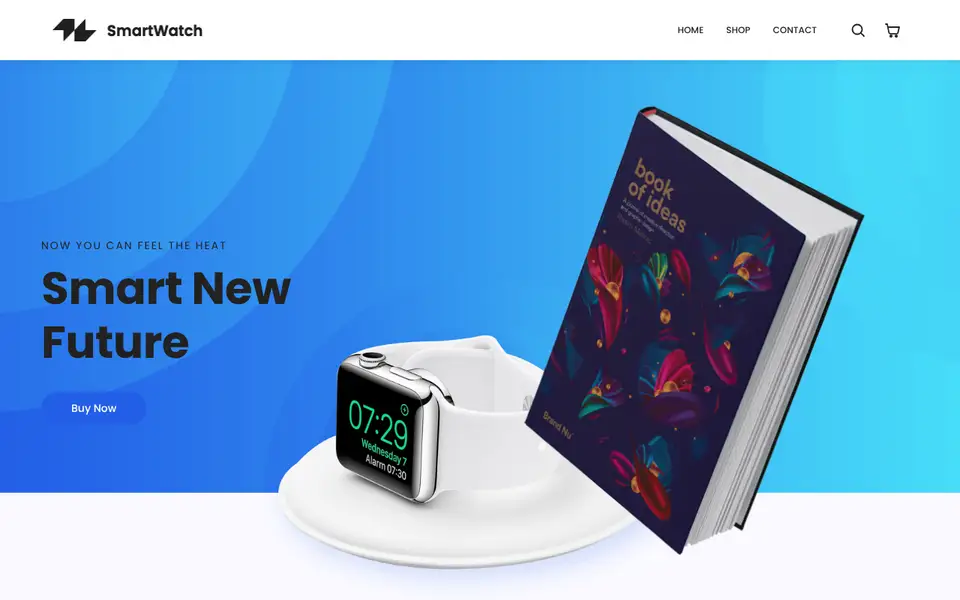 SmartWatch
HOME
SHOP
CONTACT
NOW YOU CAN FEEL THE HEAT
Smart New
Future
Buy Now
07:29
Wednesday 7
Alarm 07:30
book
of ideas
Brand Nu